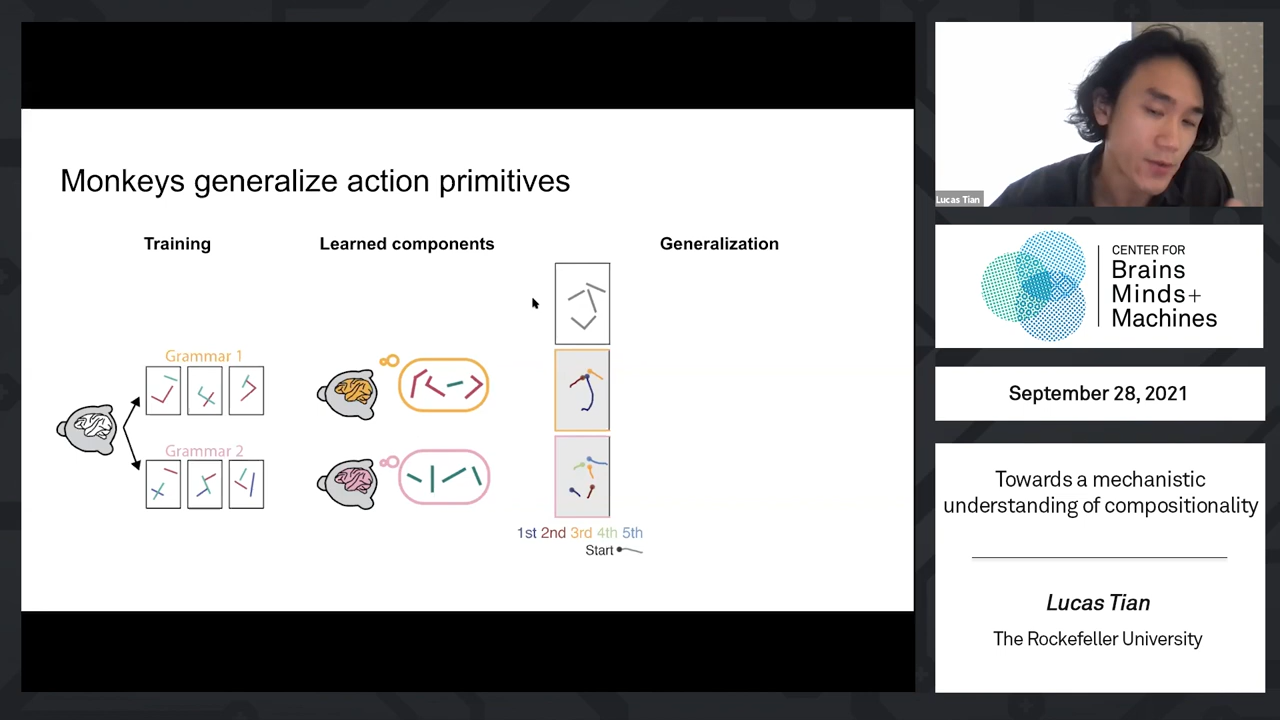 Monkeys generalize action primitives
Training
Learned components
Generalization
Grammar 1
Grammar 2
1st 2nd 3rd 4th 5th
Start
Lucas Tian
CENTER FOR
Brains
Minds+
Machines
September 28, 2021
Towards a mechanistic
understanding of compositionality
Lucas Tian
The Rockefeller University